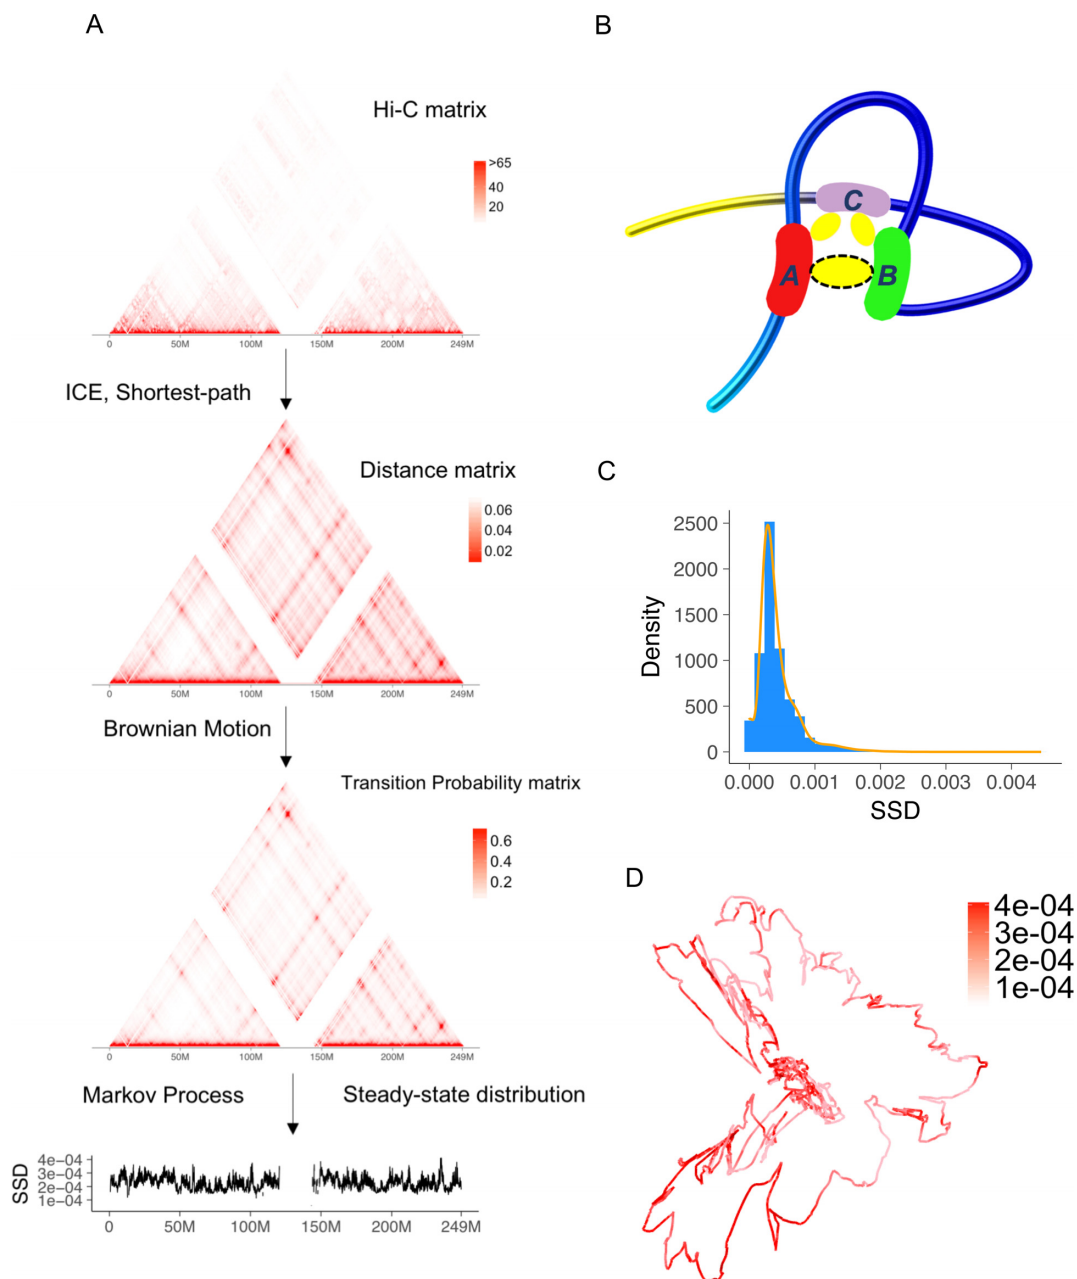 A
Hi-C matrix
>65
40
20
0 50M 100M 150M 200M 249M
ICE, Shortest-path
Distance matrix
0.06
0.04
0.02
0 50M 100M 150M 200M 249M
Brownian Motion
Transition Probability matrix
0.6
0.4
0.2
0 50M 100M 150M 200M 249M
Markov Process Steady-state distribution
SSD
4e-04
3e-04
2e-04
1e-04
0 50M 100M 150M 200M 249M
B
C
A
B
C
Density
2500
2000
1500
1000
500
0
0.000 0.001 0.002 0.003 0.004
SSD
D
4e-04
3e-04
2e-04
1e-04